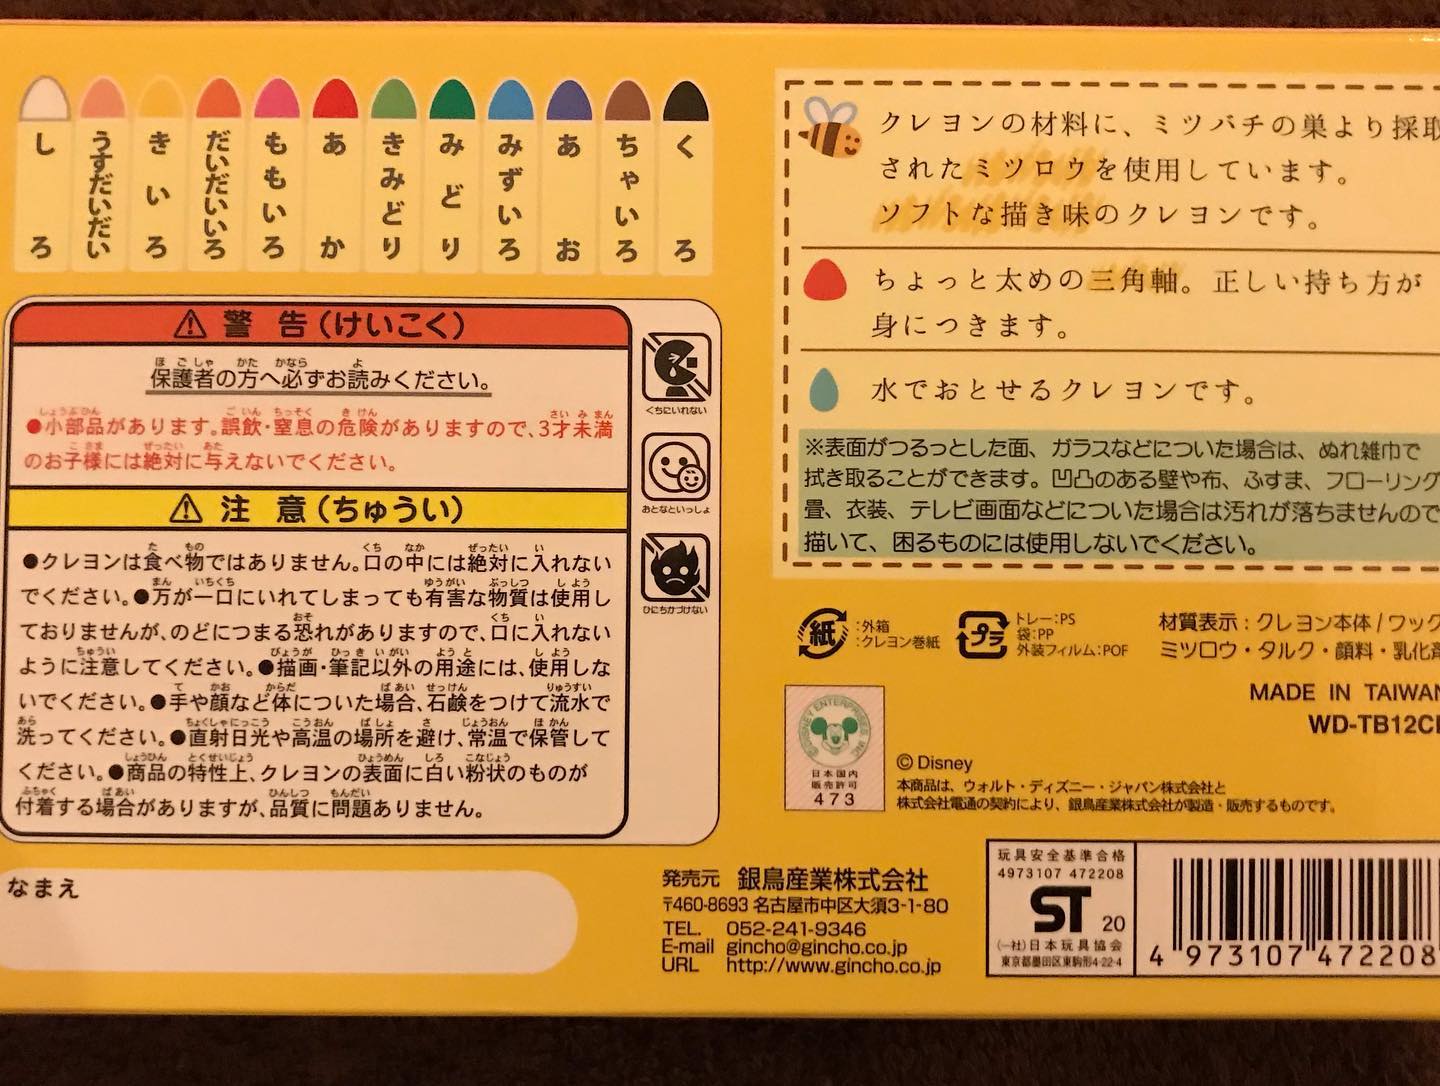 しろ
うすだいだい
きいろ
だいだいいろ
ももいろ
あか
きみどり
みどり
みずいろ
あお
ちゃいろ
くろ
警告(けいこく)
保護者の方へ必ずお読みください。
●小部品があります。誤飲・窒息の危険がありますので、3才未満
のお子様には絶対に与えないでください。
注意(ちゅうい)
●クレヨンは食べ物ではありません。口の中には絶対に入れない
でください。●万が一口にいれてしまっても有害な物質は使用し
ておりませんが、のどにつまる恐れがありますので、口に入れない
ように注意してください。●描画・筆記以外の用途には、使用しな
いでください。●手や顔など体についた場合、石鹸をつけて流水で
洗ってください。●直射日光や高温の場所を避け、常温で保管して
ください。●商品の特性上、クレヨンの表面に白い粉状のものが
付着する場合がありますが、品質に問題ありません。
くちにいれない
おとなといっしょ
ひにちかづけない
なまえ
クレヨンの材料に、ミツバチの巣より採取
されたミツロウを使用しています。
ソフトな描き味のクレヨンです。
ちょっと太めの三角軸。正しい持ち方が
身につきます。
水でおとせるクレヨンです。
※表面がつるっとした面、ガラスなどについた場合は、ぬれ雑巾で
拭き取ることができます。凹凸のある壁や布、ふすま、フローリング
畳、衣装、テレビ画面などについた場合は汚れが落ちませんので
描いて、困るものには使用しないでください。
紙
:外箱
:クレヨン巻紙
プラ
トレー:PS
袋:PP
外装フィルム:POF
材質表示:クレヨン本体/ワック
ミツロウ・タルク・顔料・乳化剤
MADE IN TAIWAN
WD-TB12C
©DISNEY ENTERPRISES, INC.
日本国内
販売許可
473
©Disney
本商品は、ウォルト・ディズニー・ジャパン株式会社と
株式会社電通の契約により、銀鳥産業株式会社が製造・販売するものです。
発売元 銀鳥産業株式会社
〒460-8693 名古屋市中区大須3-1-80
TEL. 052-241-9346
E-mail gincho@gincho.co.jp
URL http://www.gincho.co.jp
玩具安全基準合格
4973107 472208
ST 20
(一社)日本玩具協会
東京都墨田区東駒形4-22-4
4 973107 472208